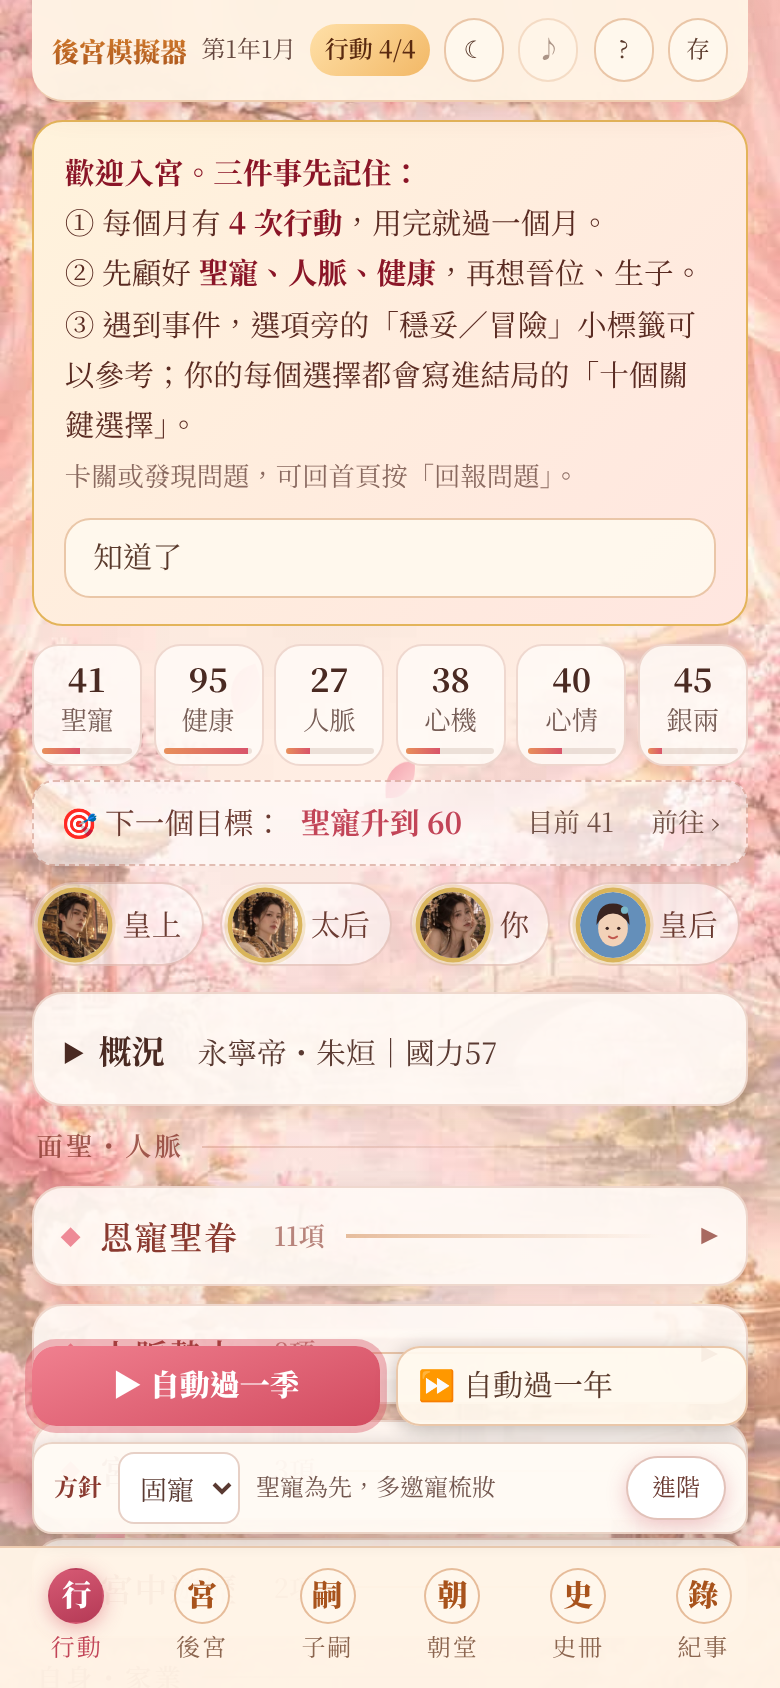 後宮模擬器 第1年1月 行動 4/4 ☾ ♪ ? 存
歡迎入宮。三件事先記住：
① 每個月有 4 次行動，用完就過一個月。
② 先顧好 聖寵、人脈、健康，再想晉位、生子。
③ 遇到事件，選項旁的「穩妥／冒險」小標籤可
以參考；你的每個選擇都會寫進結局的「十個關
鍵選擇」。
卡關或發現問題，可回首頁按「回報問題」。
知道了
41 95 27 38 40 45
聖寵 健康 人脈 心機 心情 銀兩
下一個目標： 聖寵升到 60 目前 41 前往 ›
皇上 太后 你 皇后
▶ 概況 永寧帝・朱烜｜國力57
面聖・人脈
◆ 恩寵聖眷 11項 ▶
▶ 自動過一季 ⏩ 自動過一年
方針 固寵 聖寵為先，多邀寵梳妝 進階
行 宮 嗣 朝 史 錄
行動 後宮 子嗣 朝堂 史冊 紀事